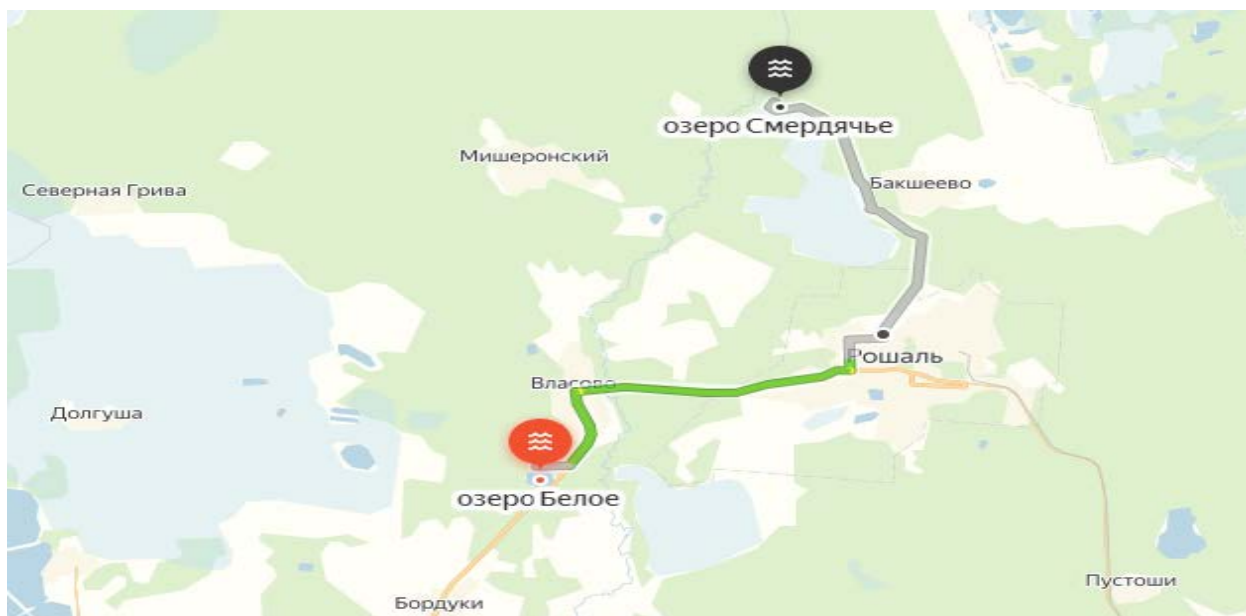 озеро Смердячье
Мишеронский
Бакшеево
Северная Грива
Рошаль
Власово
Долгуша
озеро Белое
Пустоши
Бордуки